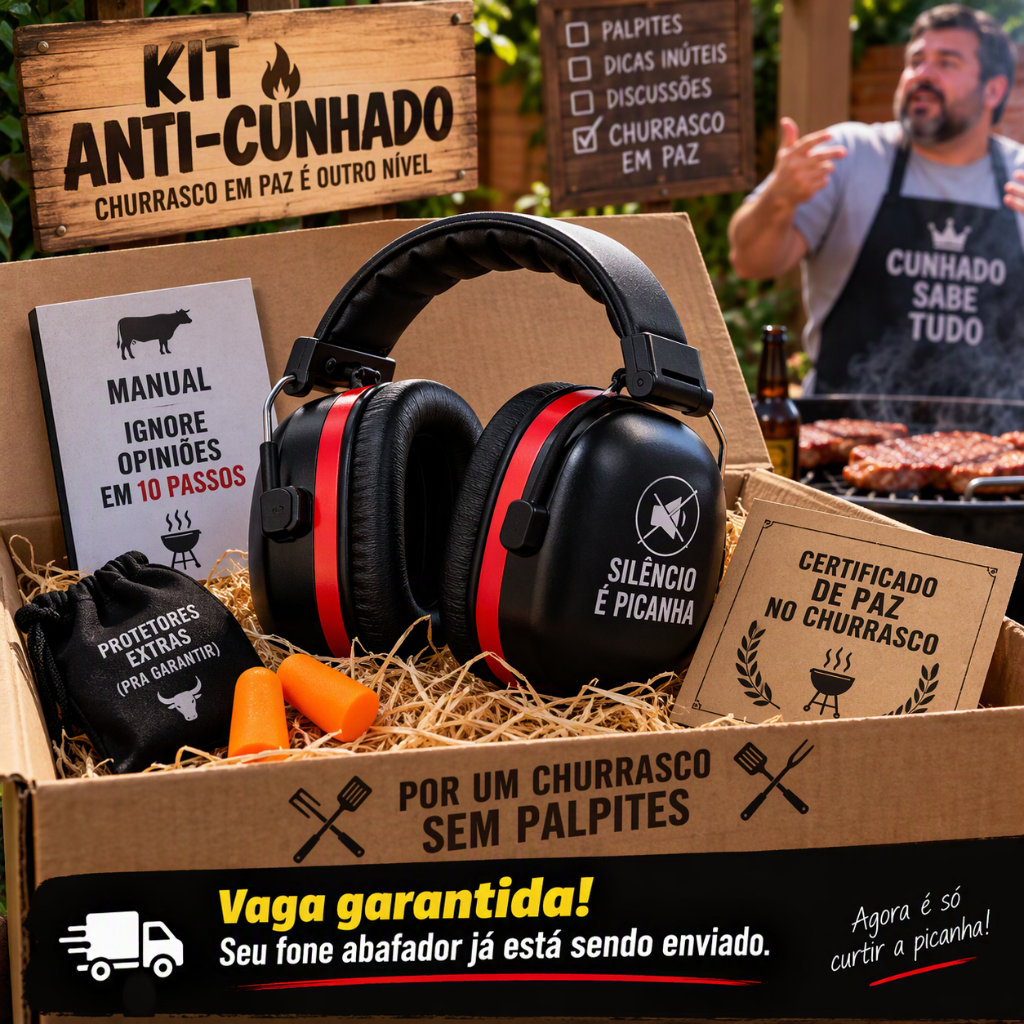 KIT
ANTI-CUNHADO
CHURRASCO EM PAZ É OUTRO NÍVEL
PALPITES
DICAS INÚTEIS
DISCUSSÕES
CHURRASCO
EM PAZ
CUNHADO
SABE
TUDO
MANUAL
IGNORE
OPINIÕES
EM 10 PASSOS
SILÊNCIO
É PICANHA
PROTETORES
EXTRAS
(PRA GARANTIR)
CERTIFICADO
DE PAZ
NO CHURRASCO
POR UM CHURRASCO
SEM PALPITES
Vaga garantida!
Seu fone abafador já está sendo enviado.
Agora é só
curtir a picanha!